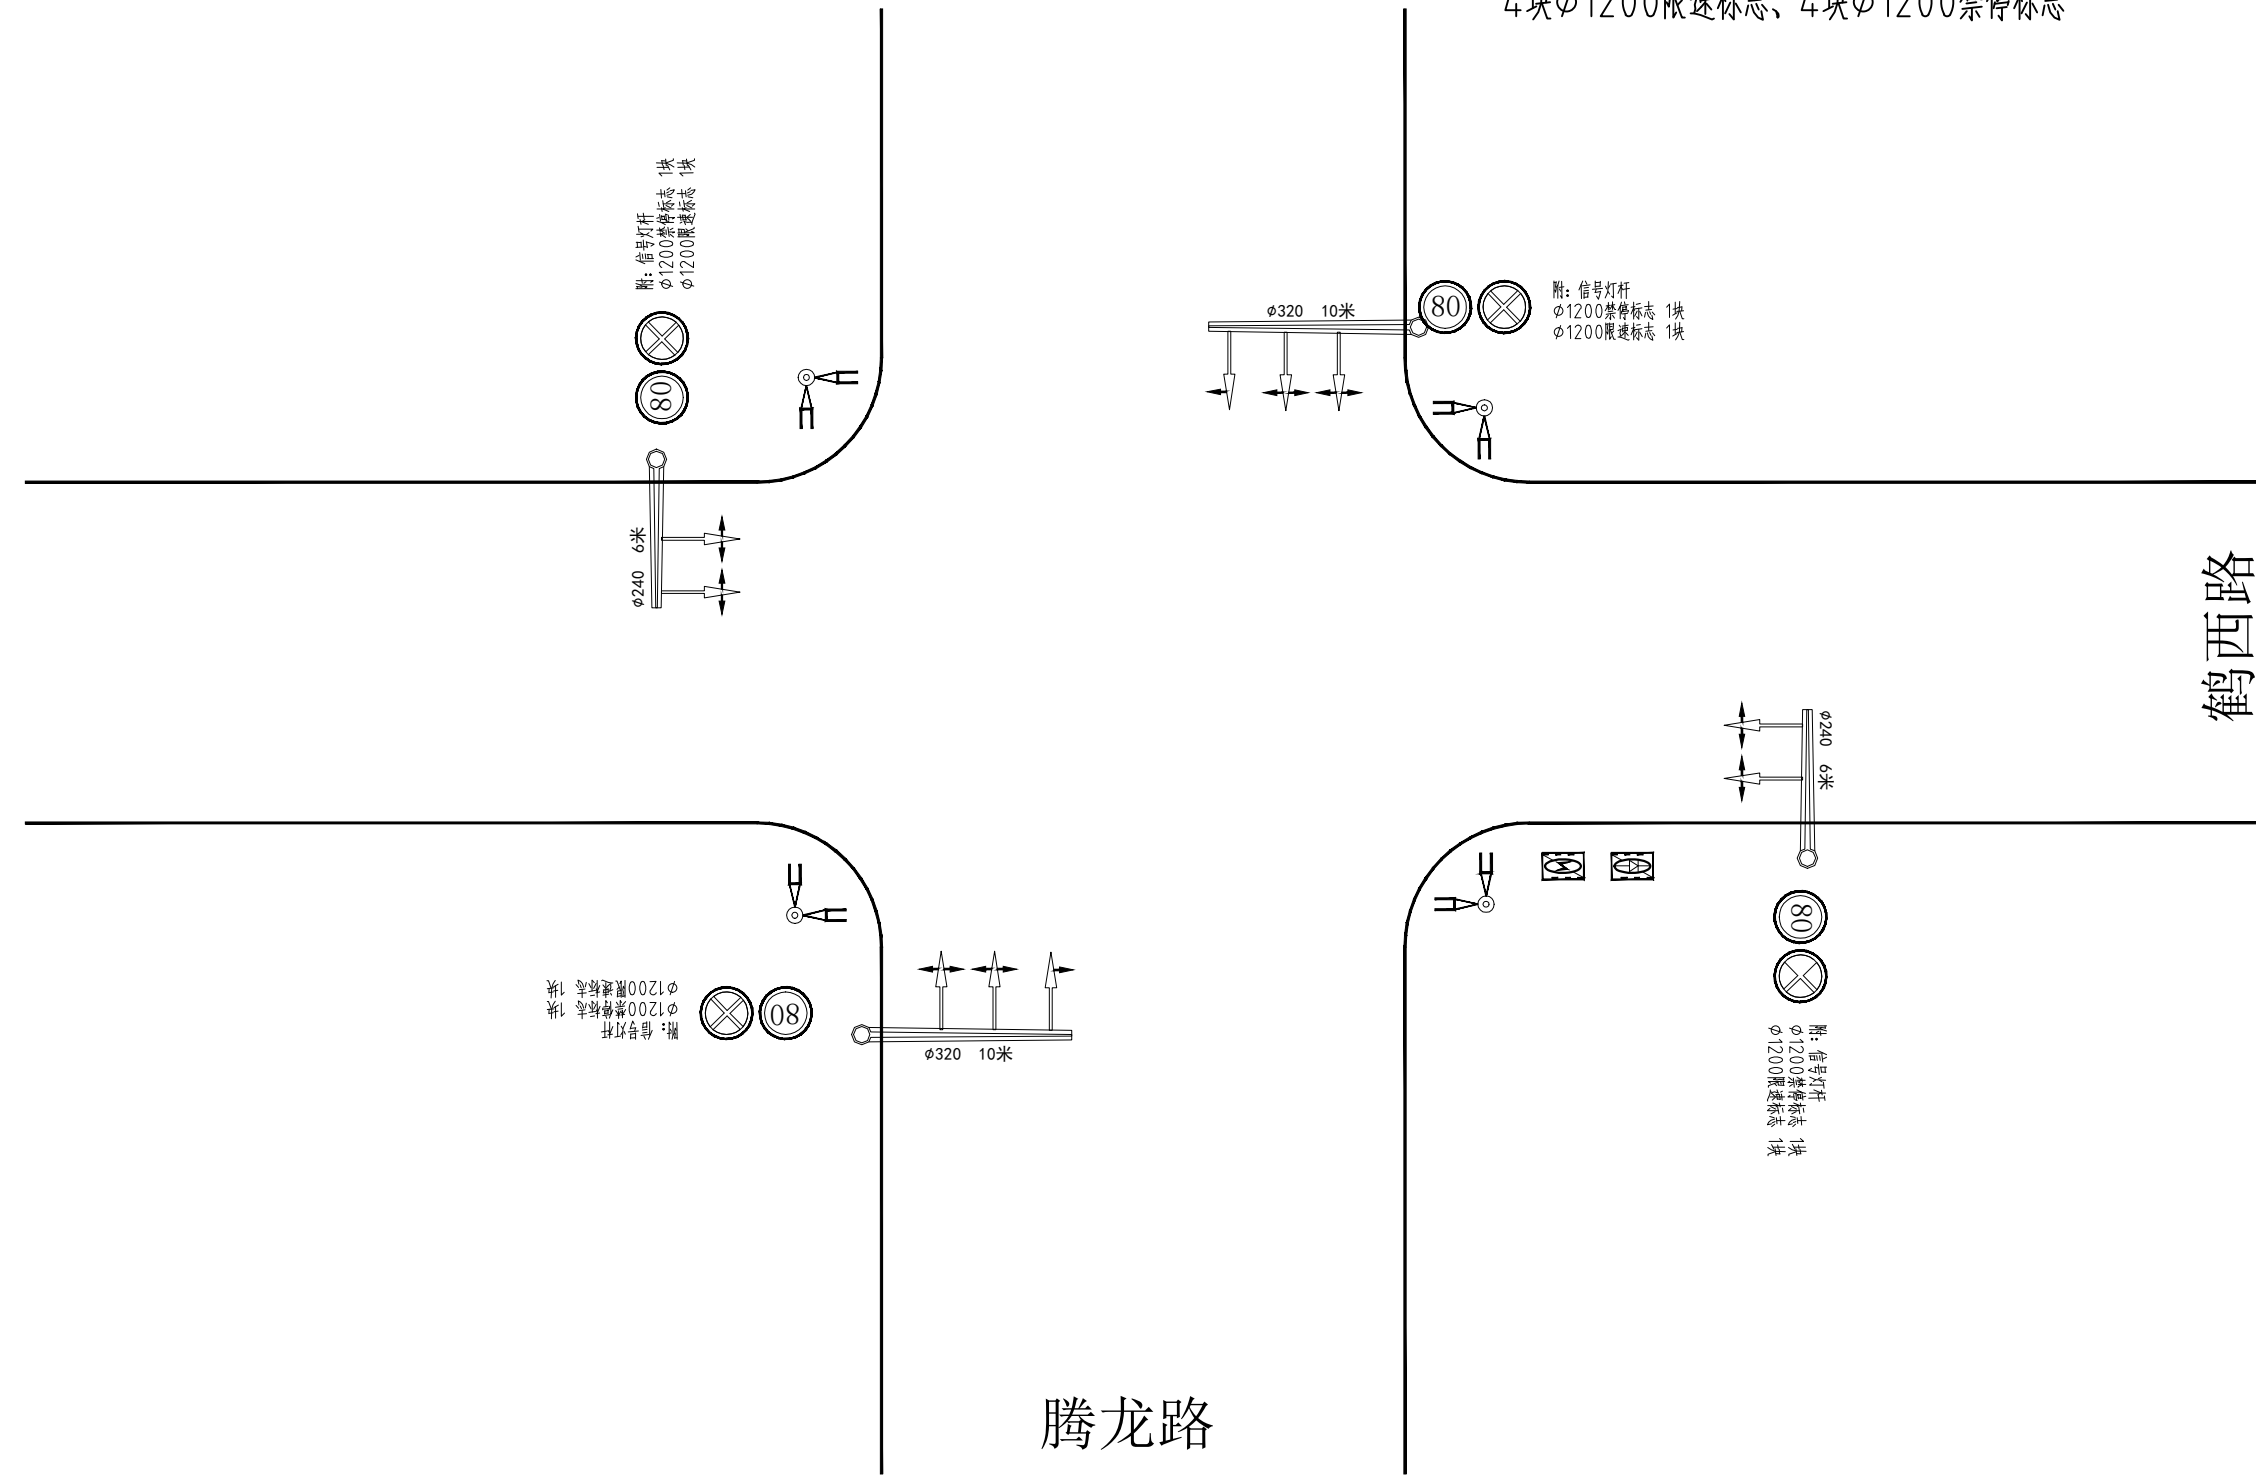 4块φ1200限速标志、4块φ1200禁停标志
附：信号灯杆
φ1200禁停标志 1块
φ1200限速标志 1块
80
φ240 6米
φ320 10米
80
附：信号灯杆
φ1200禁停标志 1块
φ1200限速标志 1块
鹤西路
φ240 6米
80
附：信号灯杆
φ1200禁停标志 1块
φ1200限速标志 1块
附：信号灯杆
φ1200禁停标志 1块
φ1200限速标志 1块
80
φ320 10米
腾龙路